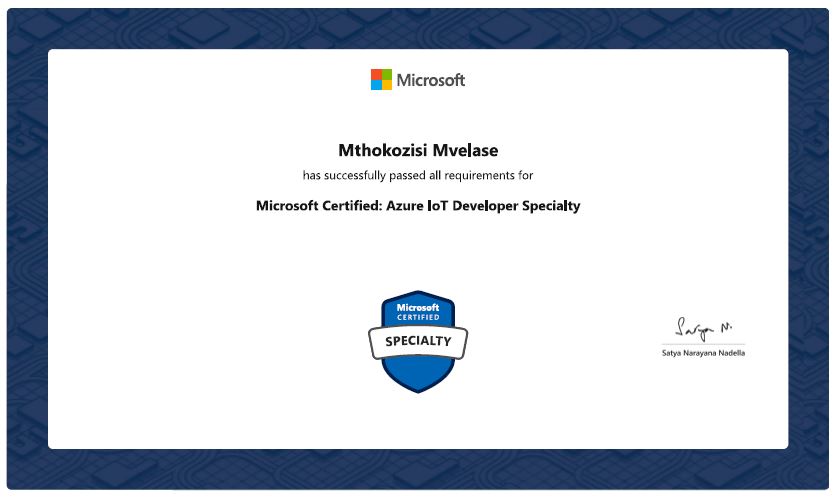 Microsoft
Mthokozisi Mvelase
has successfully passed all requirements for
Microsoft Certified: Azure IoT Developer Specialty
Microsoft
CERTIFIED
SPECIALTY
Satya N.
Satya Narayana Nadella